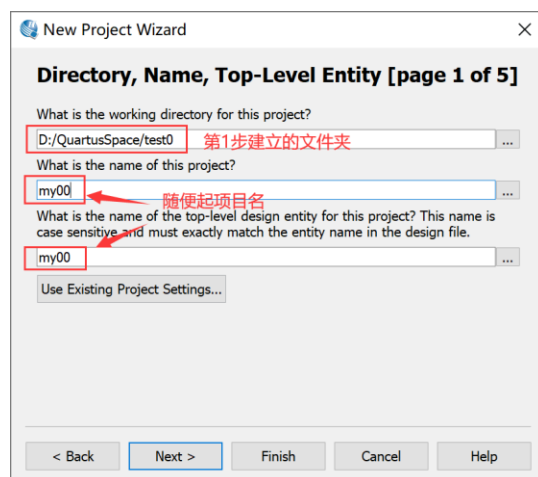 New Project Wizard
Directory, Name, Top-Level Entity [page 1 of 5]
What is the working directory for this project?
D:/QuartusSpace/test0
第1步建立的文件夹
...
What is the name of this project?
my00
随便起项目名
...
What is the name of the top-level design entity for this project? This name is
case sensitive and must exactly match the entity name in the design file.
my00
...
Use Existing Project Settings...
< Back
Next >
Finish
Cancel
Help